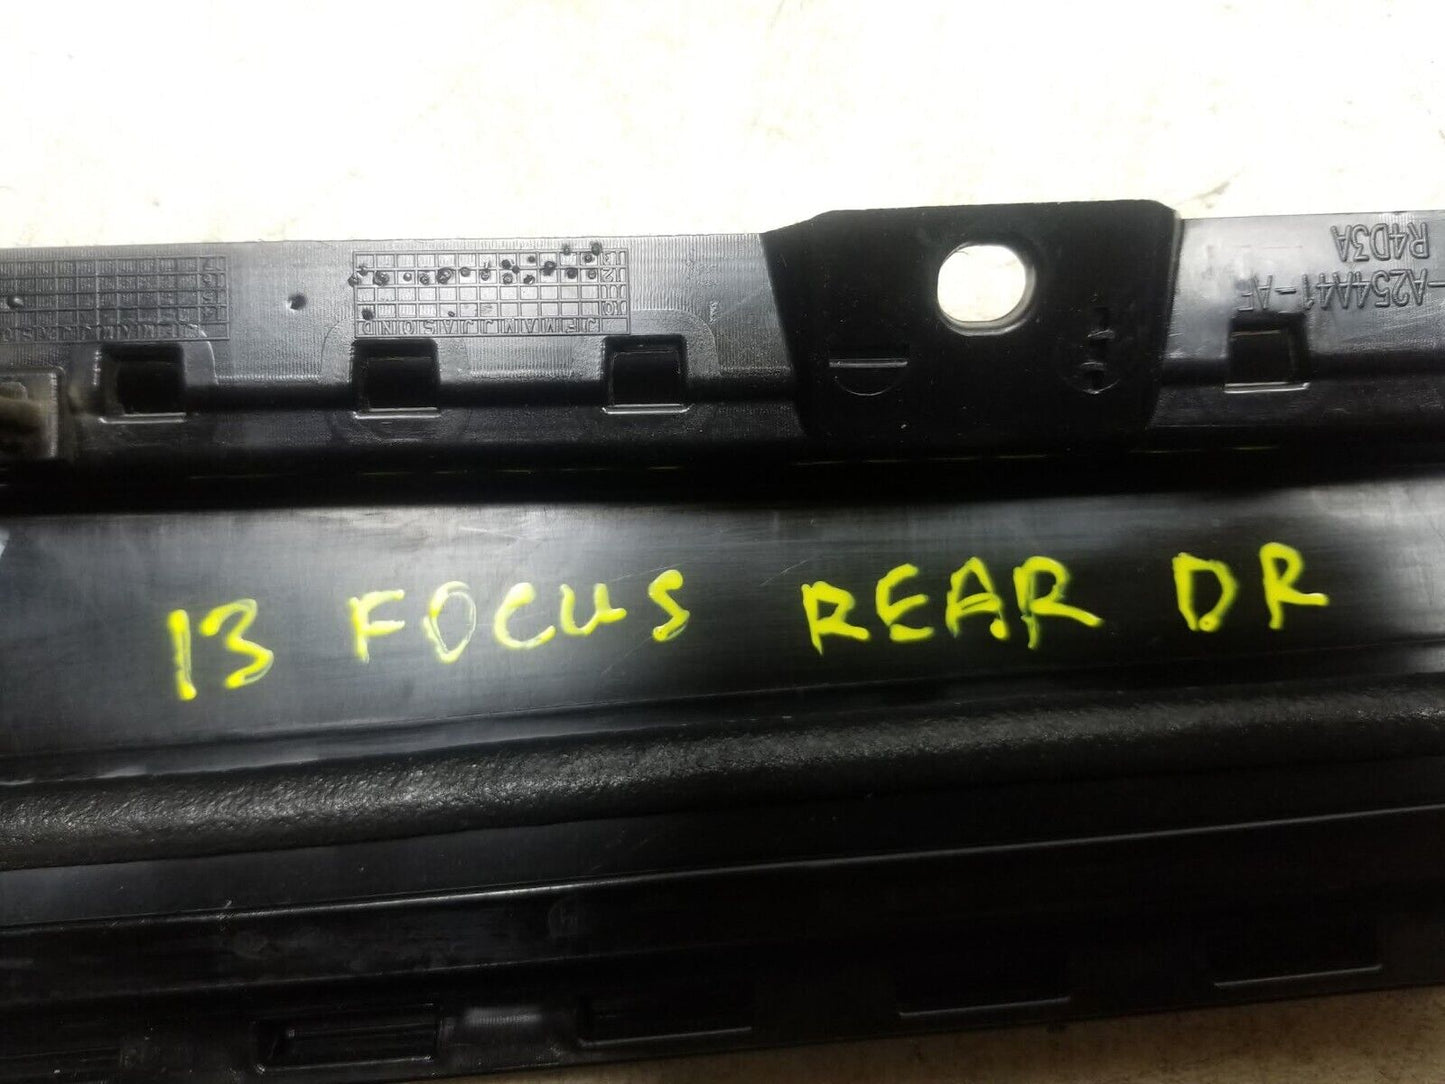 R4D3A
-A254A41-AF
J F M A M J J A S O N D
13 FOCUS REAR DR